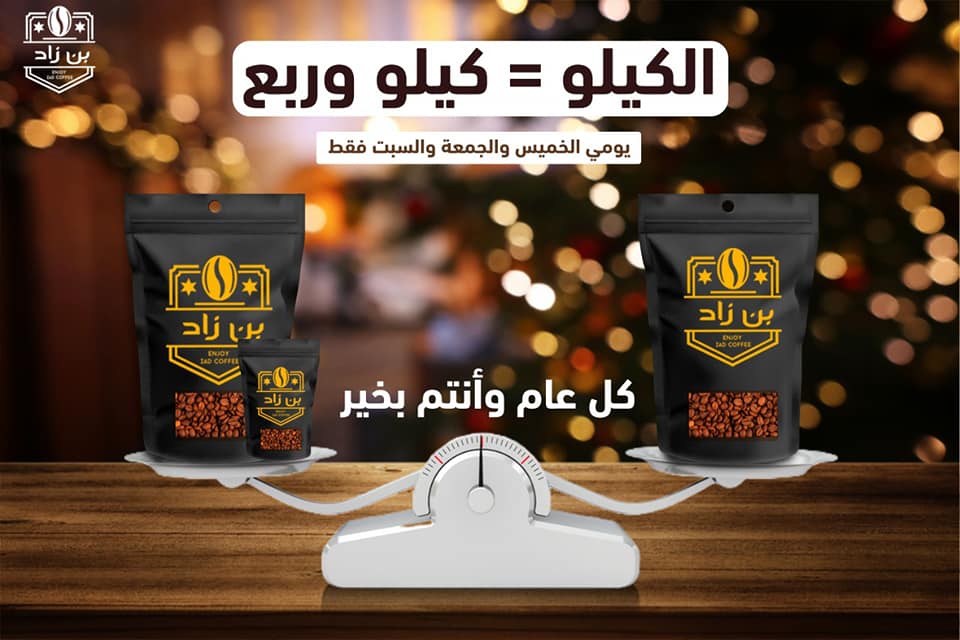 بن زاد
ENJOY
ZAD COFFEE
الكيلو = كيلو وربع
يومي الخميس والجمعة والسبت فقط
بن زاد
ENJOY
ZAD COFFEE
بن زاد
ENJOY
ZAD COFFEE
بن زاد
كل عام وأنتم بخير